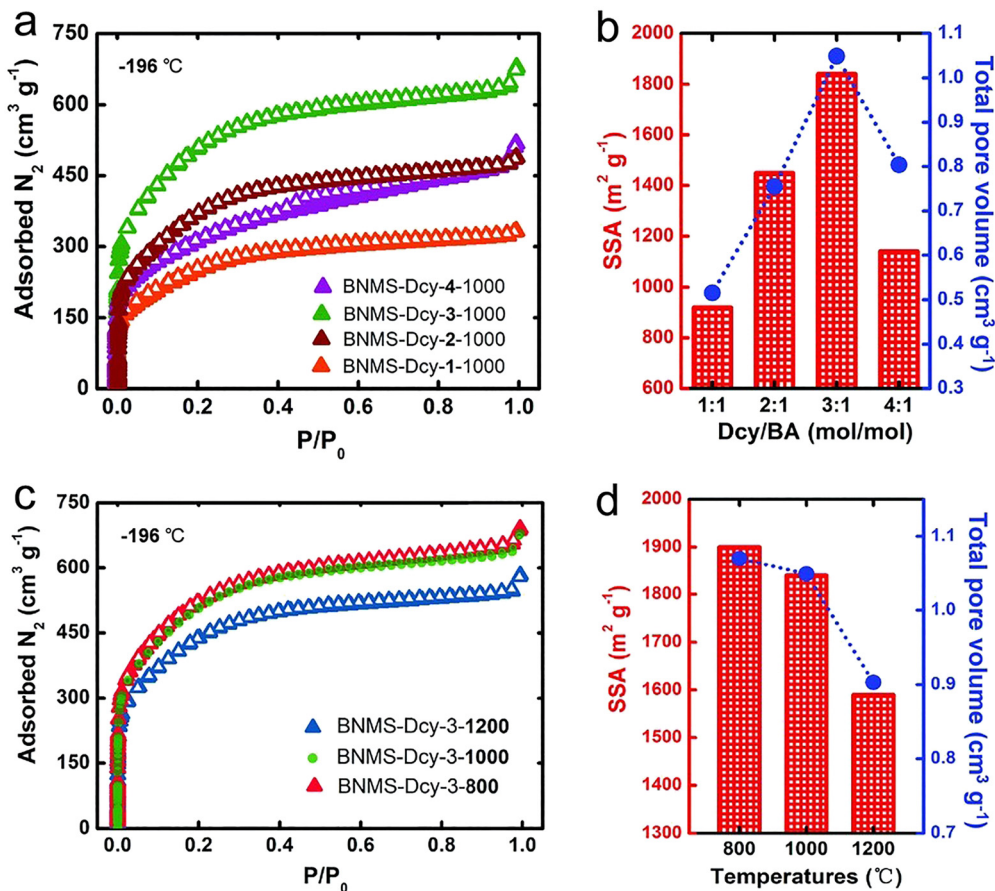 a
Adsorbed N₂ (cm³ g⁻¹)
750
600
450
300
150
0
-196 ℃
BNMS-Dcy-4-1000
BNMS-Dcy-3-1000
BNMS-Dcy-2-1000
BNMS-Dcy-1-1000
0.0 0.2 0.4 0.6 0.8 1.0
P/P₀
b
SSA (m² g⁻¹)
2000
1800
1600
1400
1200
1000
800
600
1.1
1.0
0.9
0.8
0.7
0.6
0.5
0.4
0.3
Total pore volume (cm³ g⁻¹)
1:1 2:1 3:1 4:1
Dcy/BA (mol/mol)
c
Adsorbed N₂ (cm³ g⁻¹)
750
600
450
300
150
0
-196 ℃
BNMS-Dcy-3-1200
BNMS-Dcy-3-1000
BNMS-Dcy-3-800
0.0 0.2 0.4 0.6 0.8 1.0
P/P₀
d
SSA (m² g⁻¹)
2000
1900
1800
1700
1600
1500
1400
1300
1.1
1.0
0.9
0.8
0.7
Total pore volume (cm³ g⁻¹)
800 1000 1200
Temperatures (℃)